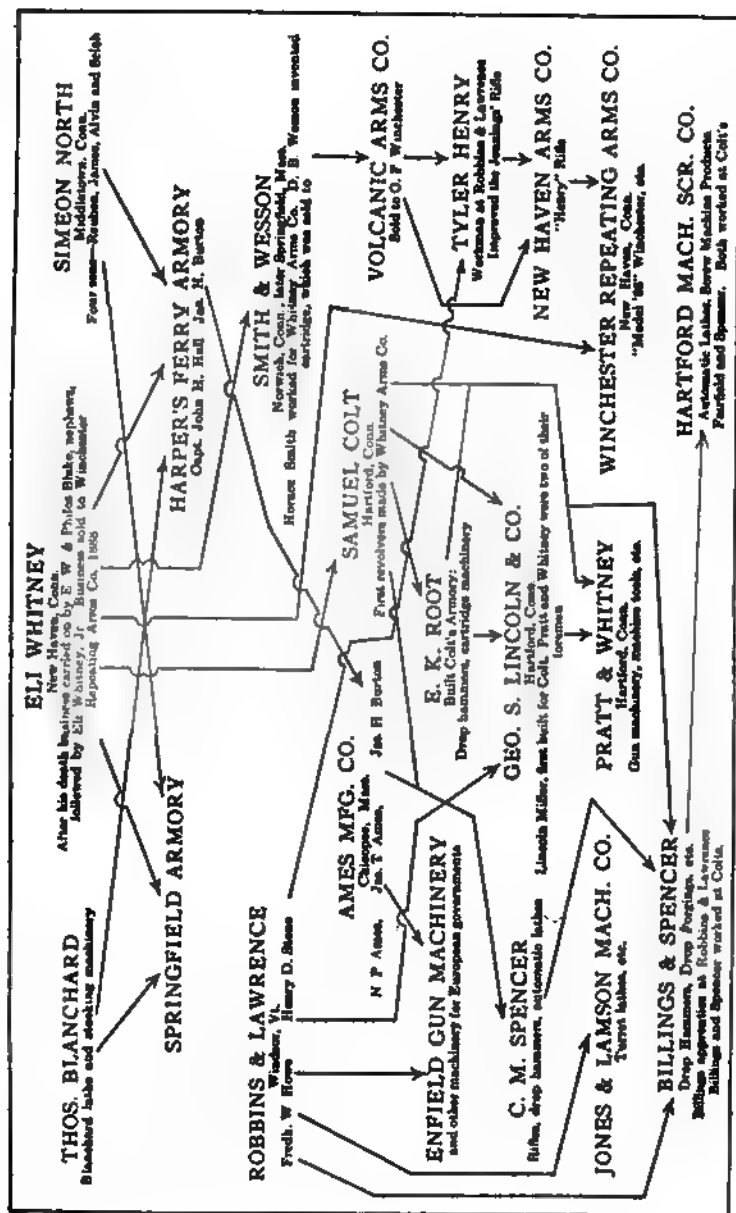 THOS. BLANCHARD
Blanchard lathe and stocking machinery
ELI WHITNEY
New Haven, Conn.
After his death business carried on by E W & Philos Blake, nephews,
followed by Eli Whitney, Jr Business sold to Winchester
Repeating Arms Co, 1888
SIMEON NORTH
Middletown, Conn.
Four sons—Reuben, James, Alvin and Selah
SPRINGFIELD ARMORY
HARPER'S FERRY ARMORY
Capt. John H. Hall Jas. H. Burton
SMITH & WESSON
Norwich, Conn, later Springfield, Mass.
Horace Smith worked for Whitney Arms Co. D. B. Wesson invented
cartridge, which was sold to
ROBBINS & LAWRENCE
Windsor, Vt.
Fredk. W Howe Henry D. Stone
SAMUEL COLT
Hartford, Conn.
First revolvers made by Whitney Arms Co.
VOLCANIC ARMS CO.
Sold to O. F Winchester
AMES MFG. CO.
Chicopee, Mass.
N P Ames, Jas. T Ames, Jas H Burton
E. K. ROOT
Built Colt's Armory:
Drop hammers, cartridge machinery
TYLER HENRY
Workman at Robbins & Lawrence
Improved the Jennings' Rifle
ENFIELD GUN MACHINERY
and other machinery for European governments
GEO. S. LINCOLN & CO.
Hartford, Conn.
Lincoln Miller, first built for Colt. Pratt and Whitney were two of their
foremen
NEW HAVEN ARMS CO.
"Henry" Rifle
C. M. SPENCER
Rifles, drop hammers, automatic lathes
PRATT & WHITNEY
Hartford, Conn.
Gun machinery, machine tools, etc.
WINCHESTER REPEATING ARMS CO.
New Haven, Conn.
Winchester, etc.
JONES & LAMSON MACH. CO.
Turret lathes, etc.
BILLINGS & SPENCER
Drop Hammers, Drop Forgings, etc.
Billings apprentice at Robbins & Lawrence
Billings and Spencer worked at Colts.
HARTFORD MACH. SCR. CO.
Automatic Lathes, Screw Machine Products
Fairfield and Spencer. Both worked at Colt's